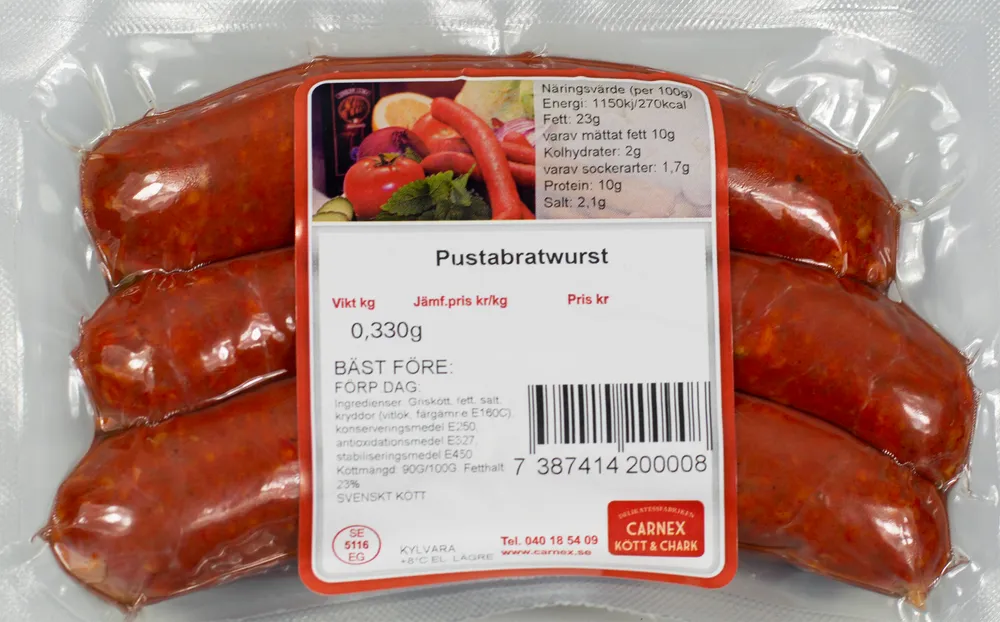 Näringsvärde (per 100g)
Energi: 1150kj/270kcal
Fett: 23g
varav mättat fett 10g
Kolhydrater: 2g
varav sockerarter: 1,7g
Protein: 10g
Salt: 2,1g
Pustabratwurst
Vikt kg Jämf.pris kr/kg Pris kr
0,330g
BÄST FÖRE:
FÖRP DAG:
Ingredienser: Griskött, fett, salt,
kryddor (vitlök, färgämne E160C),
konserveringsmedel E250,
antioxidationsmedel E327,
stabiliseringsmedel E450
Köttmängd: 90G/100G. Fetthalt
23%
SVENSKT KÖTT
7 387414 200008
SE
5116
EG
KYLVARA
+8°C EL. LÄGRE
Tel. 040 18 54 09
www.carnex.se
DELIKATESSFABRIKEN
CARNEX
KÖTT & CHARK